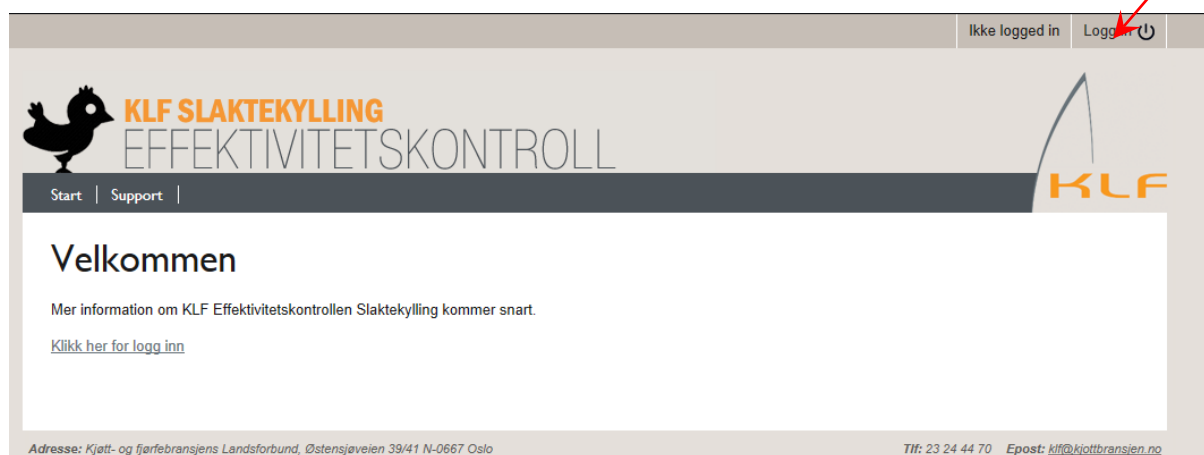 Ikke logged in Logg
KLF SLAKTEKYLLING
EFFEKTIVITETSKONTROLL
KLF
Start | Support |
Velkommen
Mer information om KLF Effektivitetskontrollen Slaktekylling kommer snart.
Klikk her for logg inn
Adresse: Kjøtt- og fjørfebransjens Landsforbund, Østensjøveien 39/41 N-0667 Oslo Tlf: 23 24 44 70 Epost: klf@kjottbransjen.no